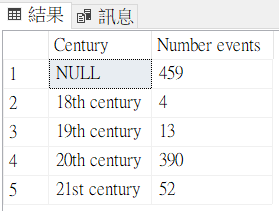 結果 訊息
Century Number events
1 NULL 459
2 18th century 4
3 19th century 13
4 20th century 390
5 21st century 52